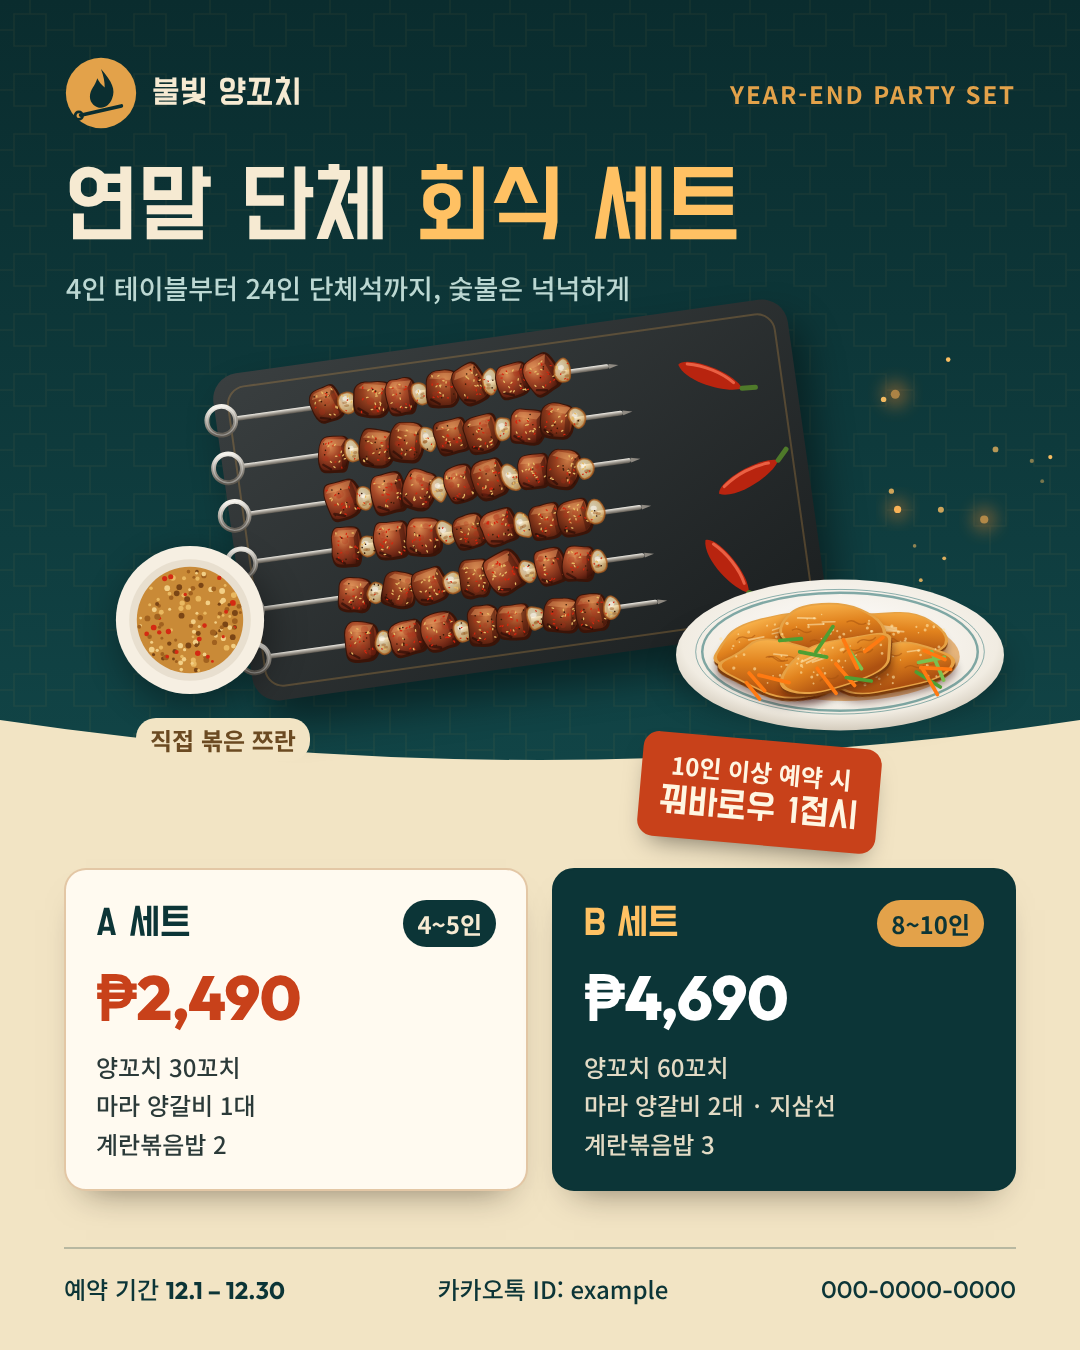 불빛 양꼬치
YEAR-END PARTY SET
연말 단체 회식 세트
4인 테이블부터 24인 단체석까지, 숯불은 넉넉하게
직접 볶은 쯔란
10인 이상 예약 시
꿔바로우 1접시
A 세트
4~5인
₱2,490
양꼬치 30꼬치
마라 양갈비 1대
계란볶음밥 2
B 세트
8~10인
₱4,690
양꼬치 60꼬치
마라 양갈비 2대 · 지삼선
계란볶음밥 3
예약 기간 12.1 – 12.30
카카오톡 ID: example
000-0000-0000